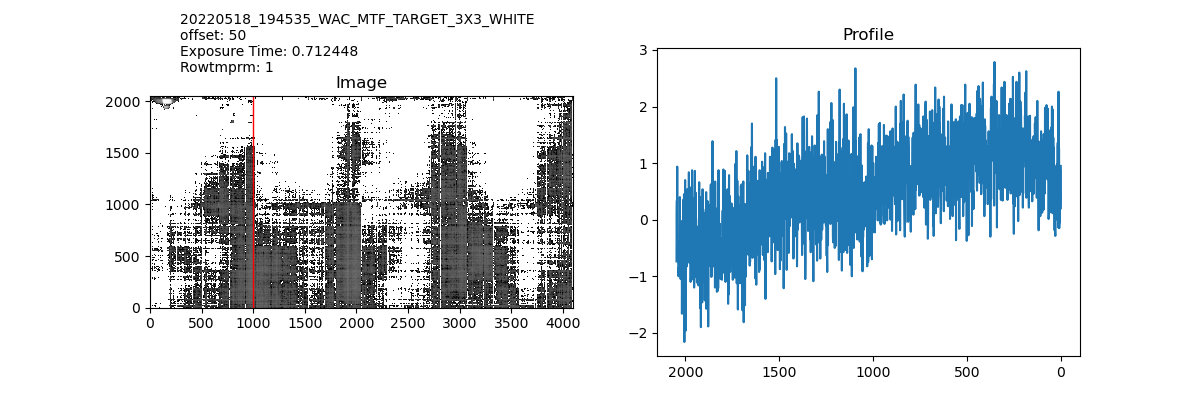 20220518_194535_WAC_MTF_TARGET_3X3_WHITE
offset: 50
Exposure Time: 0.712448
Rowtmprm: 1
Image
2000
1500
1000
500
0
0 500 1000 1500 2000 2500 3000 3500 4000
Profile
3
2
1
0
−1
−2
2000 1500 1000 500 0